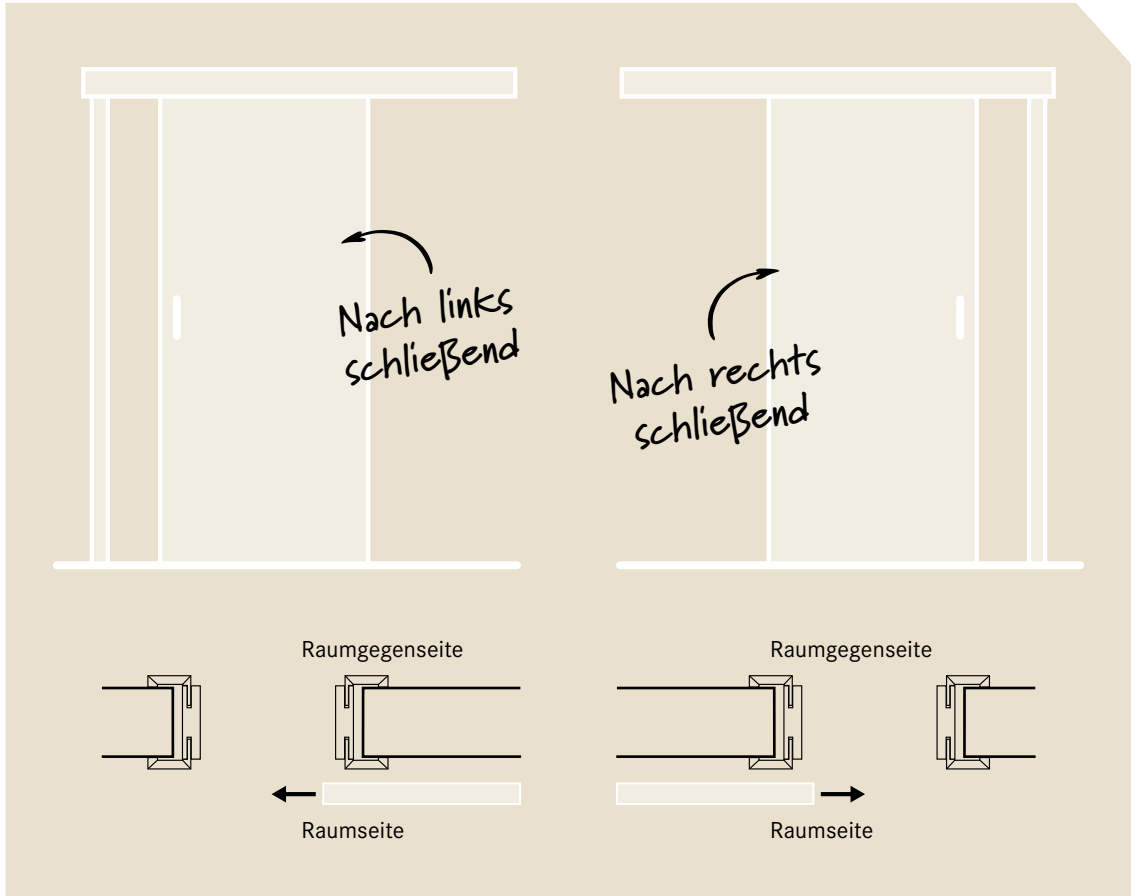 Nach links
schließend
Nach rechts
schließend
Raumgegenseite
Raumgegenseite
Raumseite
Raumseite